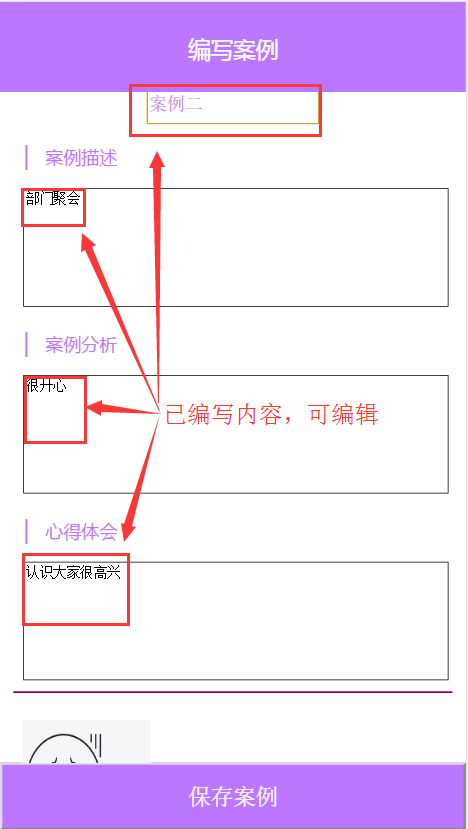 编写案例
案例二
案例描述
部门聚会
案例分析
很开心
已编写内容，可编辑
心得体会
认识大家很高兴
保存案例